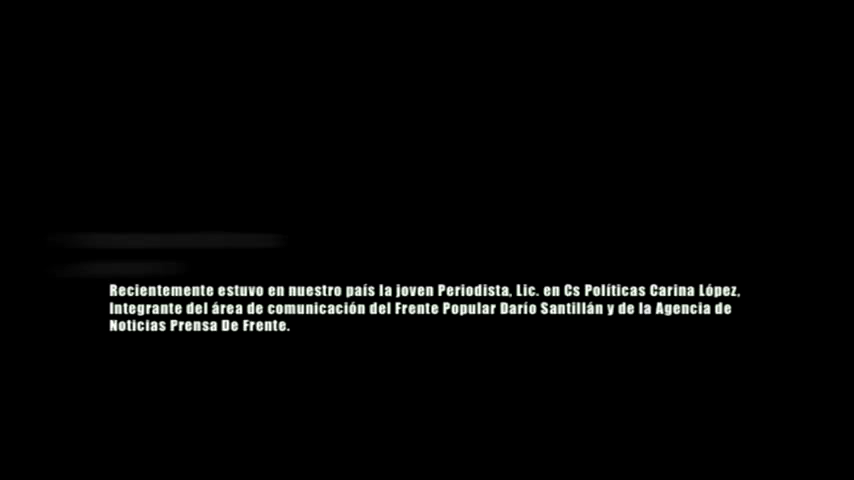 Recientemente estuvo en nuestro país la joven Periodista, Lic. en Cs Políticas Carina López,
Integrante del área de comunicación del Frente Popular Darío Santillán y de la Agencia de
Noticias Prensa De Frente.